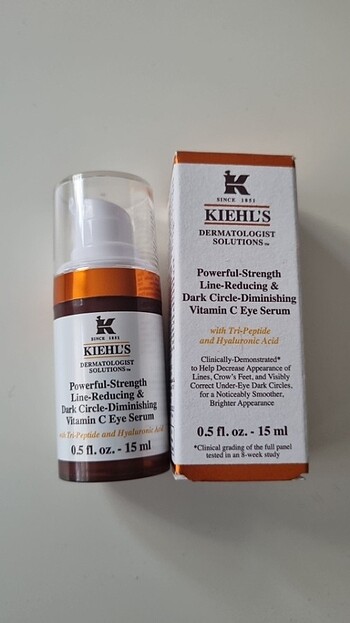 SINCE 1851
KIEHL'S
DERMATOLOGIST
SOLUTIONS™
Powerful-Strength
Line-Reducing &
Dark Circle-Diminishing
Vitamin C Eye Serum
with Tri-Peptide and Hyaluronic Acid
0.5 fl. oz. - 15 ml
K
SINCE 1851
KIEHL'S
DERMATOLOGIST
SOLUTIONS™
Powerful-Strength
Line-Reducing &
Dark Circle-Diminishing
Vitamin C Eye Serum
with Tri-Peptide
and Hyaluronic Acid
Clinically-Demonstrated*
to Help Decrease Appearance of
Lines, Crow's Feet, and Visibly
Correct Under-Eye Dark Circles,
for a Noticeably Smoother,
Brighter Appearance
0.5 fl. oz. - 15 ml
*Clinical grading of the full panel
tested in an 8-week study